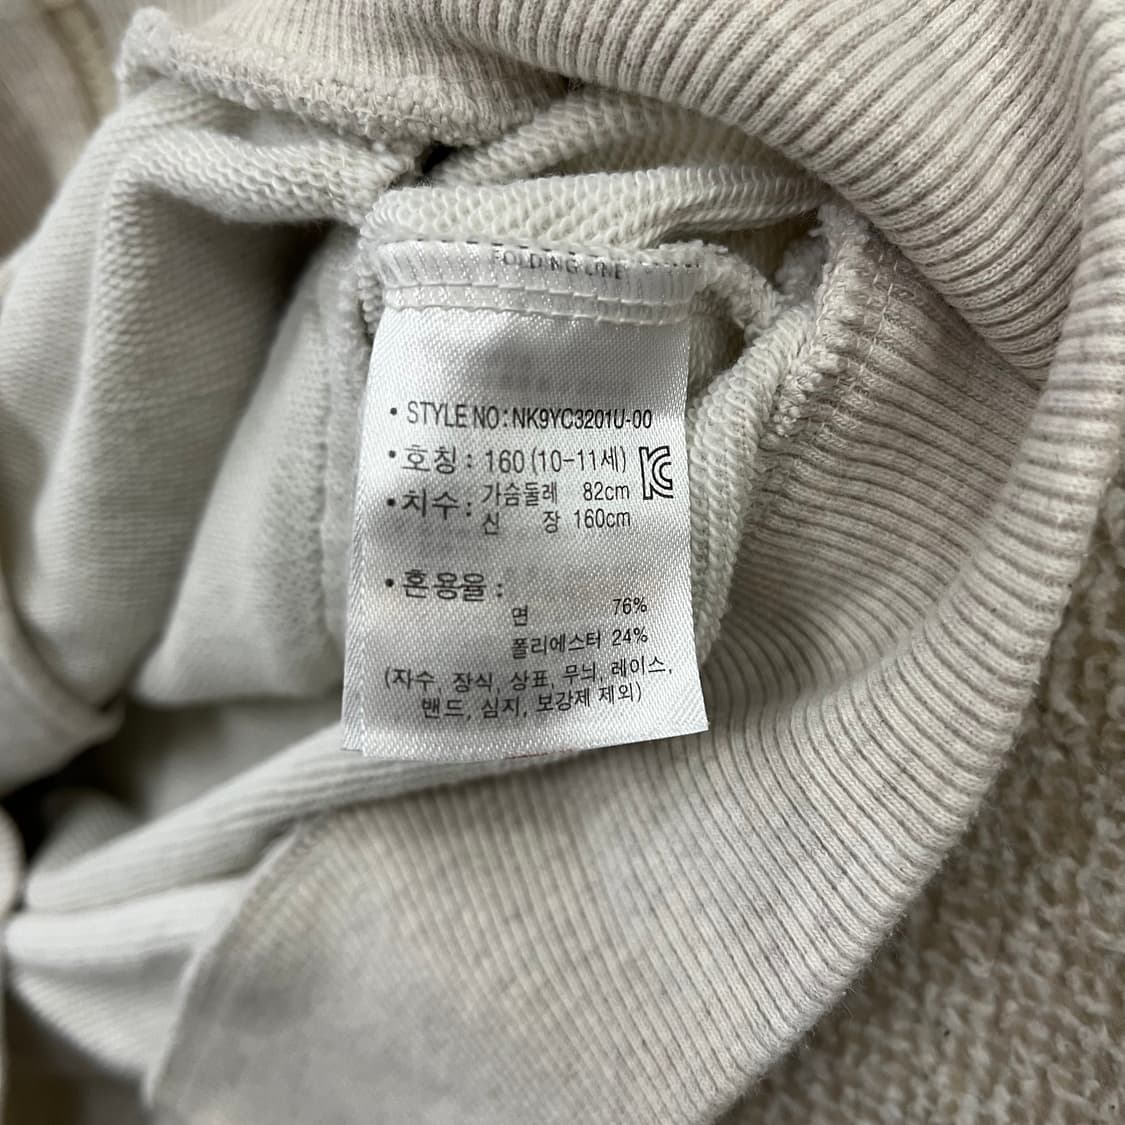 FOLDING LINE
• STYLE NO : NK9YC3201U-00
• 호칭 : 160 (10-11세)
• 치수 : 가슴둘레 82cm
신 장 160cm
• 혼용율 :
면 76%
폴리에스터 24%
(자수, 장식, 상표, 무늬, 레이스,
밴드, 심지, 보강제 제외)